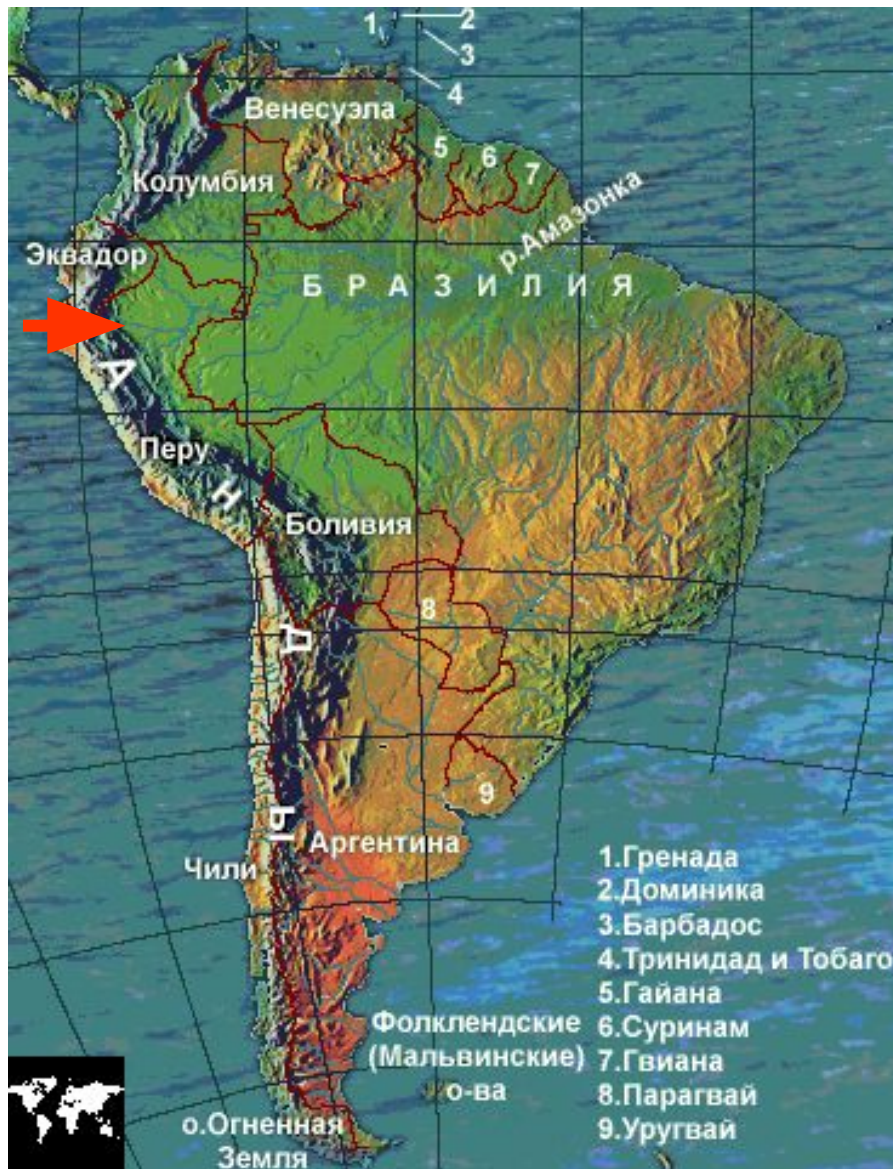 1
2
3
4
Венесуэла
5
6
7
Колумбия
р.Амазонка
Эквадор
БРАЗИЛИЯ
АНДЫ
Перу
Боливия
8
9
Аргентина
Чили
1.Гренада
2.Доминика
3.Барбадос
4.Тринидад и Тобаго
5.Гайана
6.Суринам
7.Гвиана
8.Парагвай
9.Уругвай
Фолклендские
(Мальвинские)
о-ва
о.Огненная
Земля